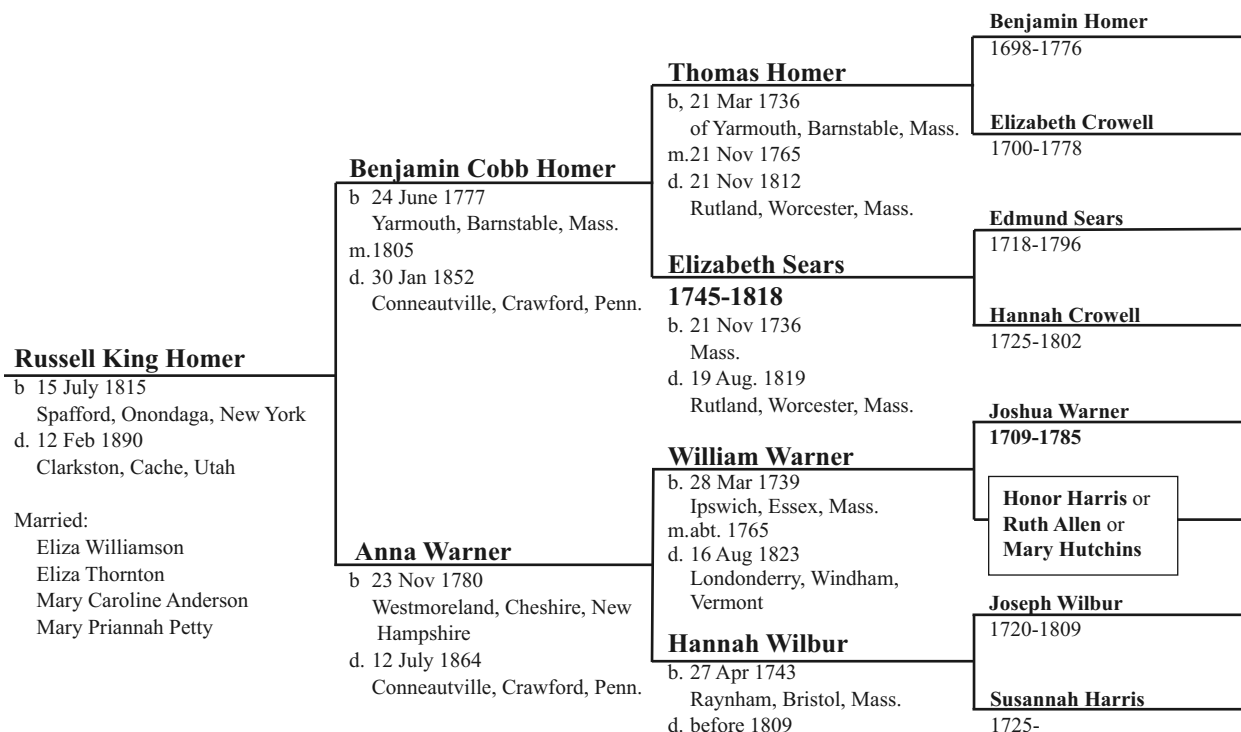 Russell King Homer
b 15 July 1815
Spafford, Onondaga, New York
d. 12 Feb 1890
Clarkston, Cache, Utah
Married:
Eliza Williamson
Eliza Thornton
Mary Caroline Anderson
Mary Priannah Petty
Benjamin Cobb Homer
b 24 June 1777
Yarmouth, Barnstable, Mass.
m.1805
d. 30 Jan 1852
Conneautville, Crawford, Penn.
Anna Warner
b 23 Nov 1780
Westmoreland, Cheshire, New
Hampshire
d. 12 July 1864
Conneautville, Crawford, Penn.
Thomas Homer
b, 21 Mar 1736
of Yarmouth, Barnstable, Mass.
m.21 Nov 1765
d. 21 Nov 1812
Rutland, Worcester, Mass.
Elizabeth Sears
1745-1818
b. 21 Nov 1736
Mass.
d. 19 Aug. 1819
Rutland, Worcester, Mass.
William Warner
b. 28 Mar 1739
Ipswich, Essex, Mass.
m.abt. 1765
d. 16 Aug 1823
Londonderry, Windham,
Vermont
Hannah Wilbur
b. 27 Apr 1743
Raynham, Bristol, Mass.
d. before 1809
Benjamin Homer
1698-1776
Elizabeth Crowell
1700-1778
Edmund Sears
1718-1796
Hannah Crowell
1725-1802
Joshua Warner
1709-1785
Honor Harris or
Ruth Allen or
Mary Hutchins
Joseph Wilbur
1720-1809
Susannah Harris
1725-